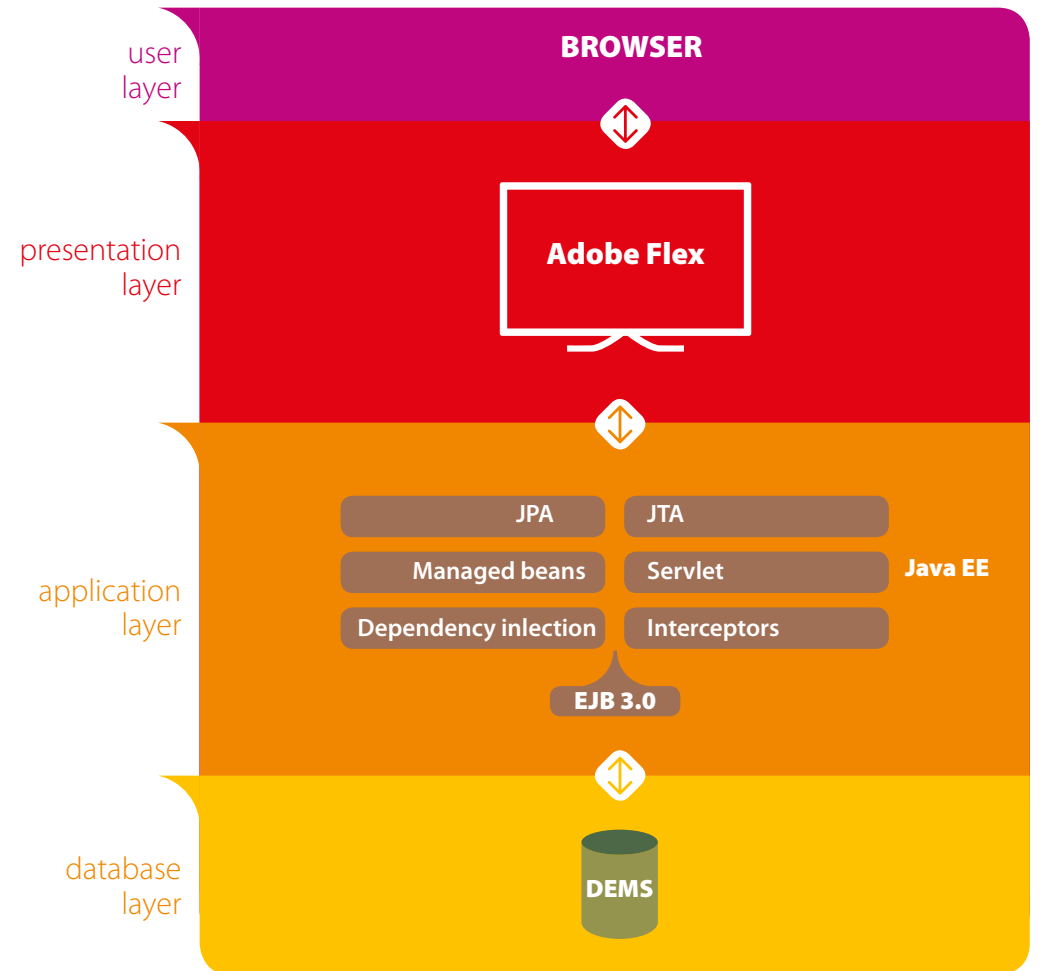 user
layer
BROWSER
presentation
layer
Adobe Flex
application
layer
JPA
JTA
Managed beans
Servlet
Java EE
Dependency inlection
Interceptors
EJB 3.0
database
layer
DEMS